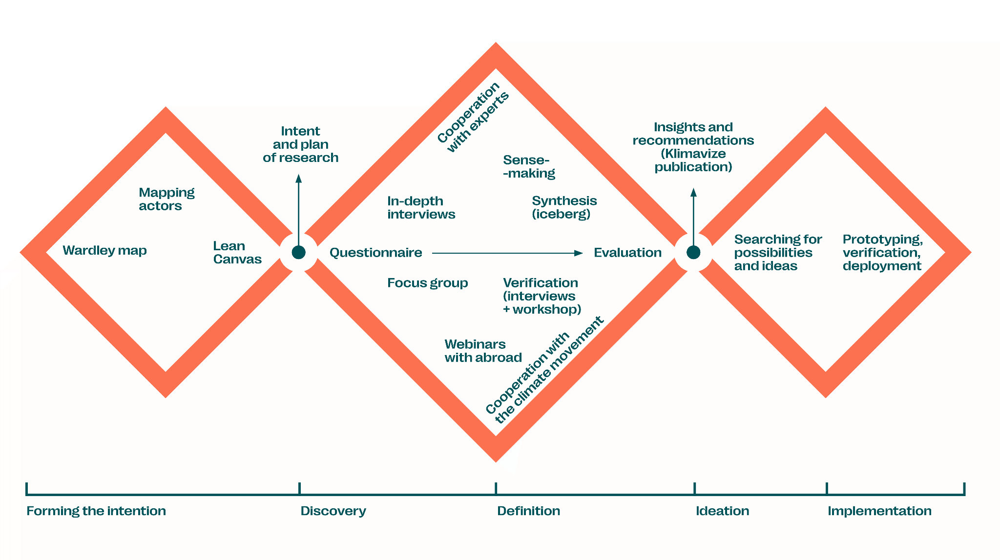 Cooperation
with experts
Intent
and plan
of research
Insights and
recommendations
(Klimavize
publication)
Sense-
-making
Mapping
actors
In-depth
interviews
Synthesis
(iceberg)
Wardley map
Lean
Canvas
Questionnaire
Evaluation
Searching for
possibilities
and ideas
Prototyping,
verification,
deployment
Focus group
Verification
(interviews
+ workshop)
Webinars
with abroad
Cooperation with
the climate movement
Forming the intention
Discovery
Definition
Ideation
Implementation